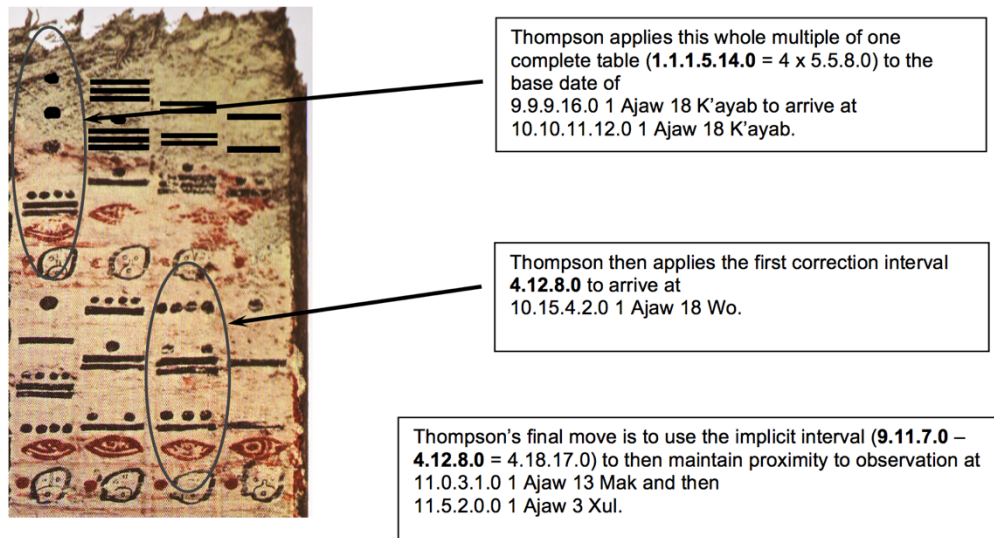 Thompson applies this whole multiple of one
complete table (1.1.1.5.14.0 = 4 x 5.5.8.0) to the
base date of
9.9.9.16.0 1 Ajaw 18 K'ayab to arrive at
10.10.11.12.0 1 Ajaw 18 K'ayab.
Thompson then applies the first correction interval
4.12.8.0 to arrive at
10.15.4.2.0 1 Ajaw 18 Wo.
Thompson's final move is to use the implicit interval (9.11.7.0 –
4.12.8.0 = 4.18.17.0) to then maintain proximity to observation at
11.0.3.1.0 1 Ajaw 13 Mak and then
11.5.2.0.0 1 Ajaw 3 Xul.